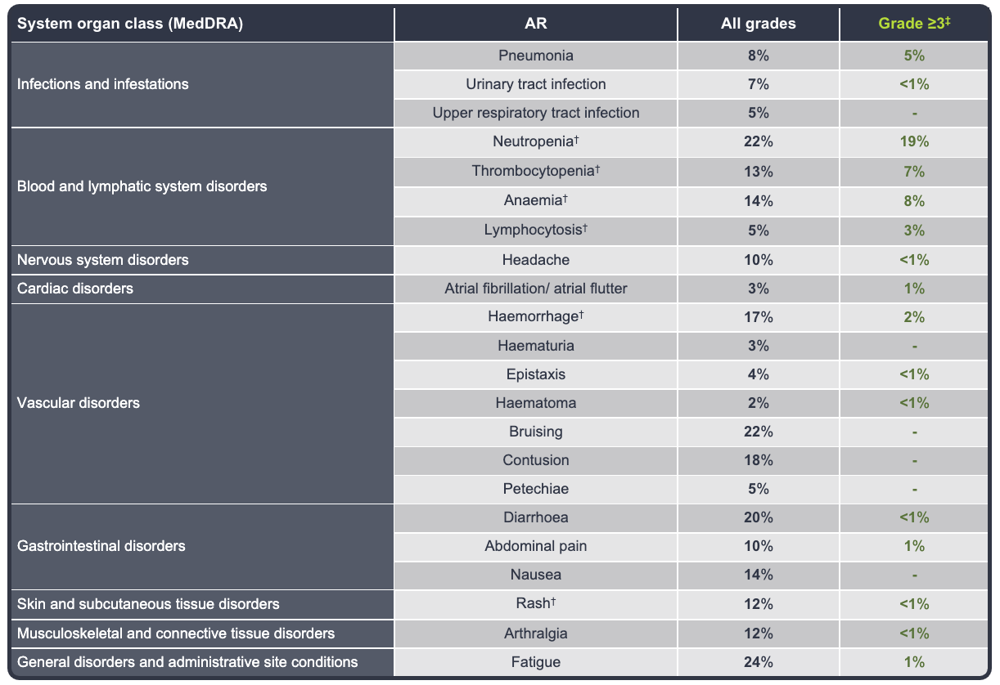 System organ class (MedDRA) AR All grades Grade ≥3‡
Infections and infestations
Pneumonia 8% 5%
Urinary tract infection 7% <1%
Upper respiratory tract infection 5% -
Blood and lymphatic system disorders
Neutropenia† 22% 19%
Thrombocytopenia† 13% 7%
Anaemia† 14% 8%
Lymphocytosis† 5% 3%
Nervous system disorders Headache 10% <1%
Cardiac disorders Atrial fibrillation/ atrial flutter 3% 1%
Vascular disorders
Haemorrhage† 17% 2%
Haematuria 3% -
Epistaxis 4% <1%
Haematoma 2% <1%
Bruising 22% -
Contusion 18% -
Petechiae 5% -
Gastrointestinal disorders
Diarrhoea 20% <1%
Abdominal pain 10% 1%
Nausea 14% -
Skin and subcutaneous tissue disorders Rash† 12% <1%
Musculoskeletal and connective tissue disorders Arthralgia 12% <1%
General disorders and administrative site conditions Fatigue 24% 1%